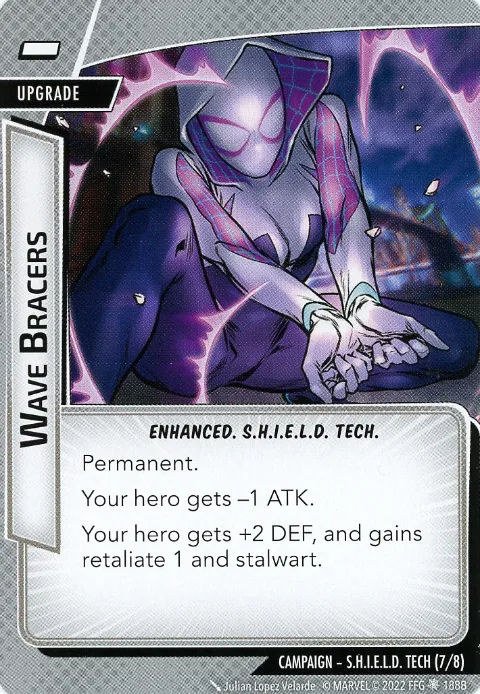 UPGRADE
WAVE BRACERS
ENHANCED. S.H.I.E.L.D. TECH.
Permanent.
Your hero gets –1 ATK.
Your hero gets +2 DEF, and gains
retaliate 1 and stalwart.
CAMPAIGN – S.H.I.E.L.D. TECH (7/8)
Julian Lopez Velarde © MARVEL © 2022 FFG 1888